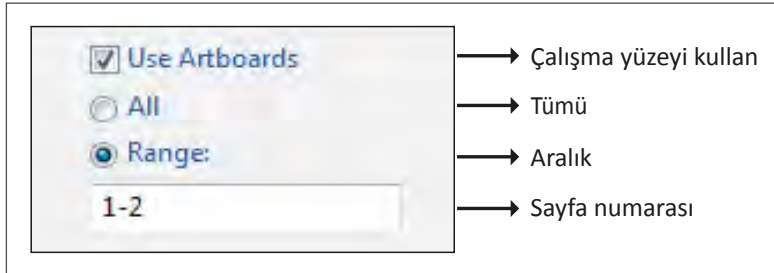 Use Artboards → Çalışma yüzeyi kullan
All → Tümü
Range: → Aralık
1-2 → Sayfa numarası